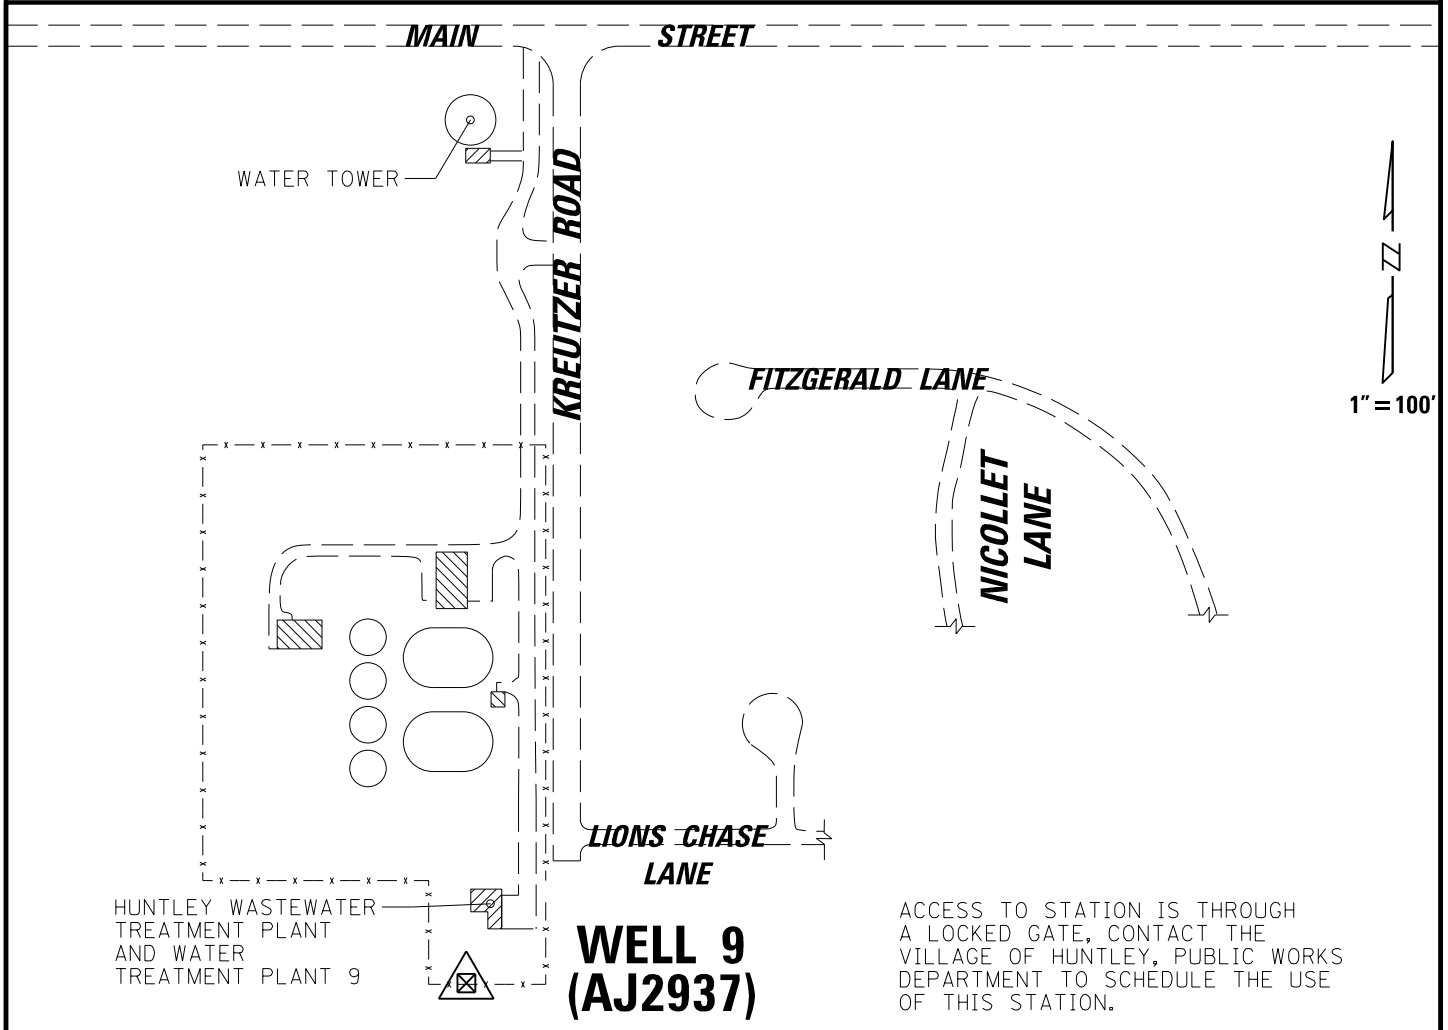 MAIN STREET
WATER TOWER
KREUTZER ROAD
N
1" = 100'
FITZGERALD LANE
NICOLLET
LANE
LIONS CHASE
LANE
HUNTLEY WASTEWATER
TREATMENT PLANT
AND WATER
TREATMENT PLANT 9
WELL 9
(AJ2937)
ACCESS TO STATION IS THROUGH
A LOCKED GATE, CONTACT THE
VILLAGE OF HUNTLEY, PUBLIC WORKS
DEPARTMENT TO SCHEDULE THE USE
OF THIS STATION.